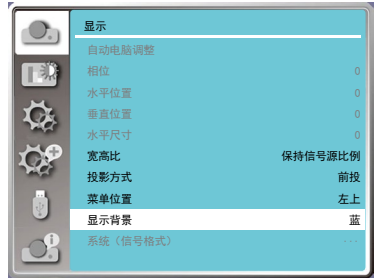 显示
自动电脑调整
相位 0
水平位置 0
垂直位置 0
水平尺寸 0
宽高比 保持信号源比例
投影方式 前投
菜单位置 左上
显示背景 蓝
系统（信号格式） ---